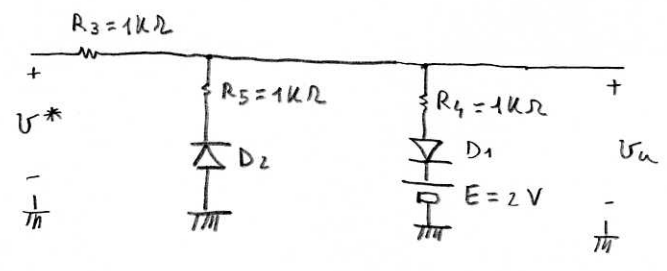 R3=1KΩ
+
R5=1KΩ
R4=1KΩ
+
v*
D2
D1
vu
-
E=2V
-